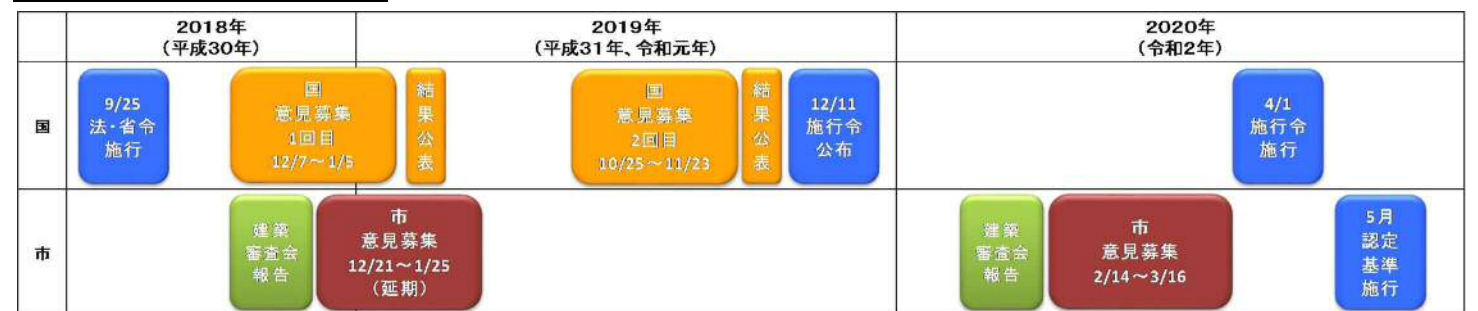 2018年
(平成30年)
2019年
(平成31年、令和元年)
2020年
(令和2年)
国
9/25
法・省令
施行
国
意見募集
1回目
12/7～1/5
結
果
公
表
国
意見募集
2回目
10/25～11/23
結
果
公
表
12/11
施行令
公布
4/1
施行令
施行
市
建築
審査会
報告
市
意見募集
12/21～1/25
(延期)
建築
審査会
報告
市
意見募集
2/14～3/16
5月
認定
基準
施行